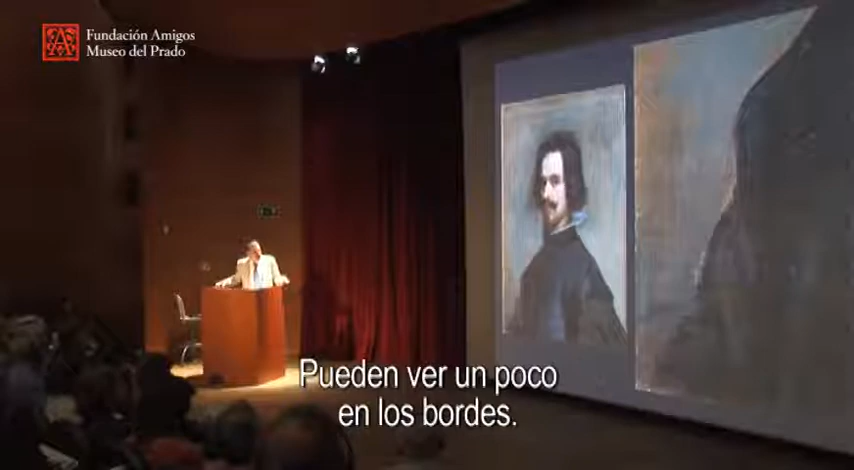 Fundación Amigos
Museo del Prado
Pueden ver un poco
en los bordes.